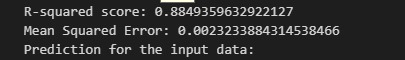 R-squared score: 0.8849359632922127
Mean Squared Error: 0.0023233884314538466
Prediction for the input data: